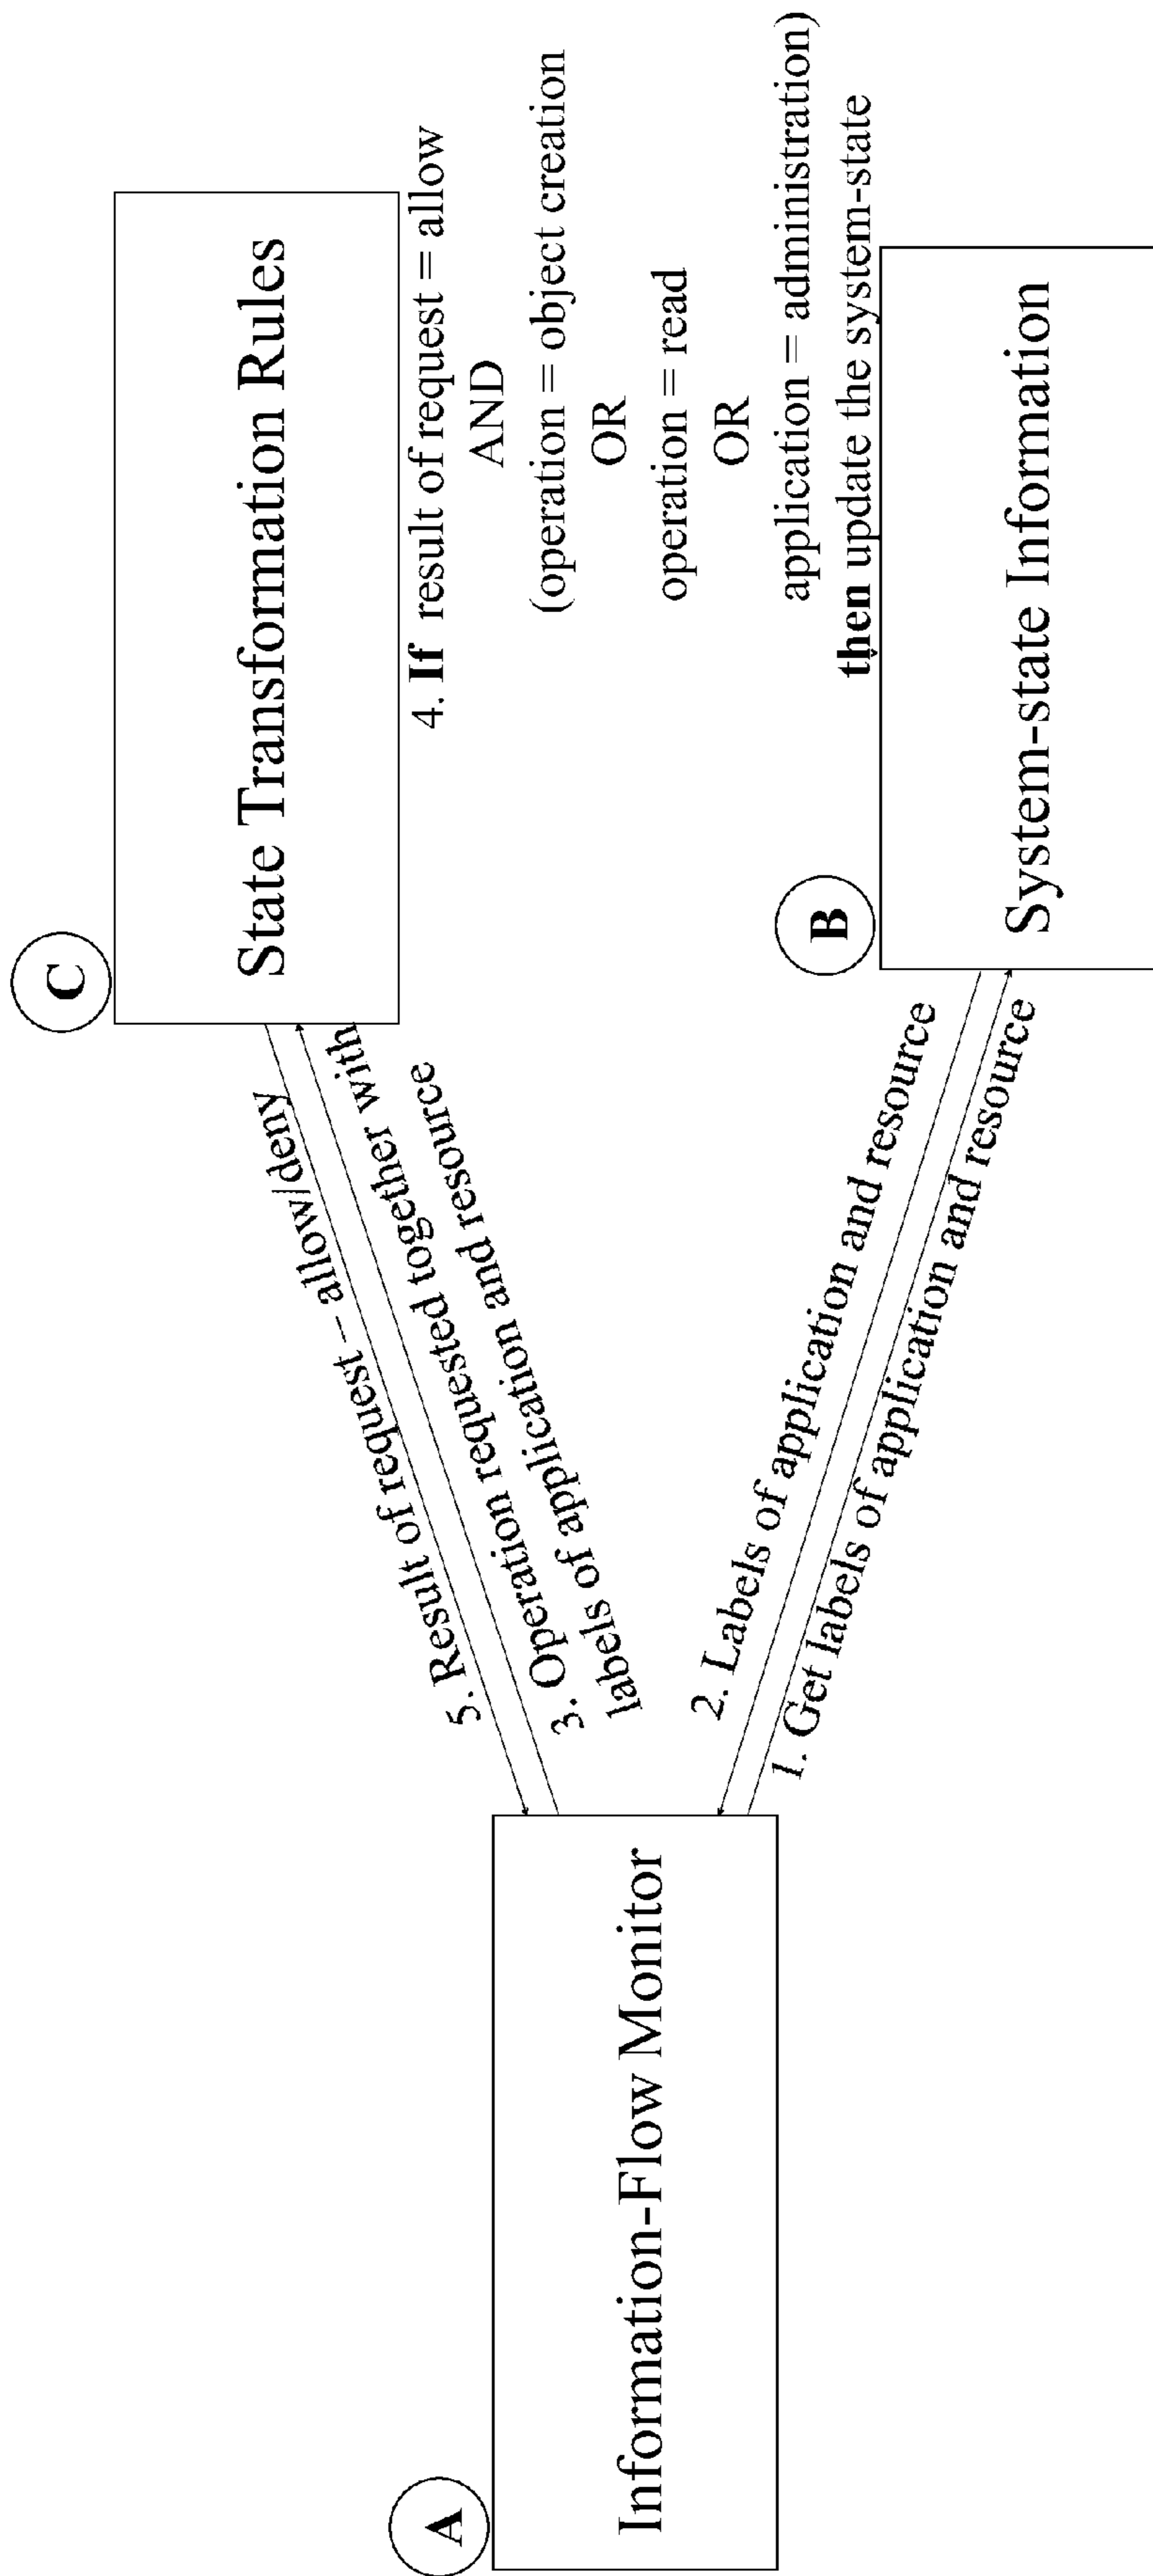 C
State Transformation Rules
5. Result of request -- allow/deny
3. Operation requested together with
labels of application and resource
4. If result of request = allow
AND
(operation = object creation
OR
operation = read
OR
application = administration)
then update the system-state
A
Information-Flow Monitor
2. Labels of application and resource
1. Get labels of application and resource
B
System-state Information